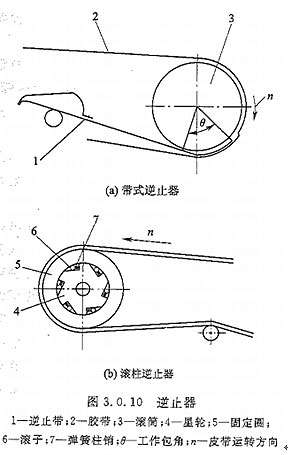 2
3
n
θ
1
(a) 带式逆止器
7
6
n
5
4
(b) 滚柱逆止器
图 3.0.10 逆止器
1—逆止带;2—胶带;3—滚筒;4—星轮;5—固定圈;
6—滚子;7—弹簧柱销;θ—工作包角;n—皮带运转方向